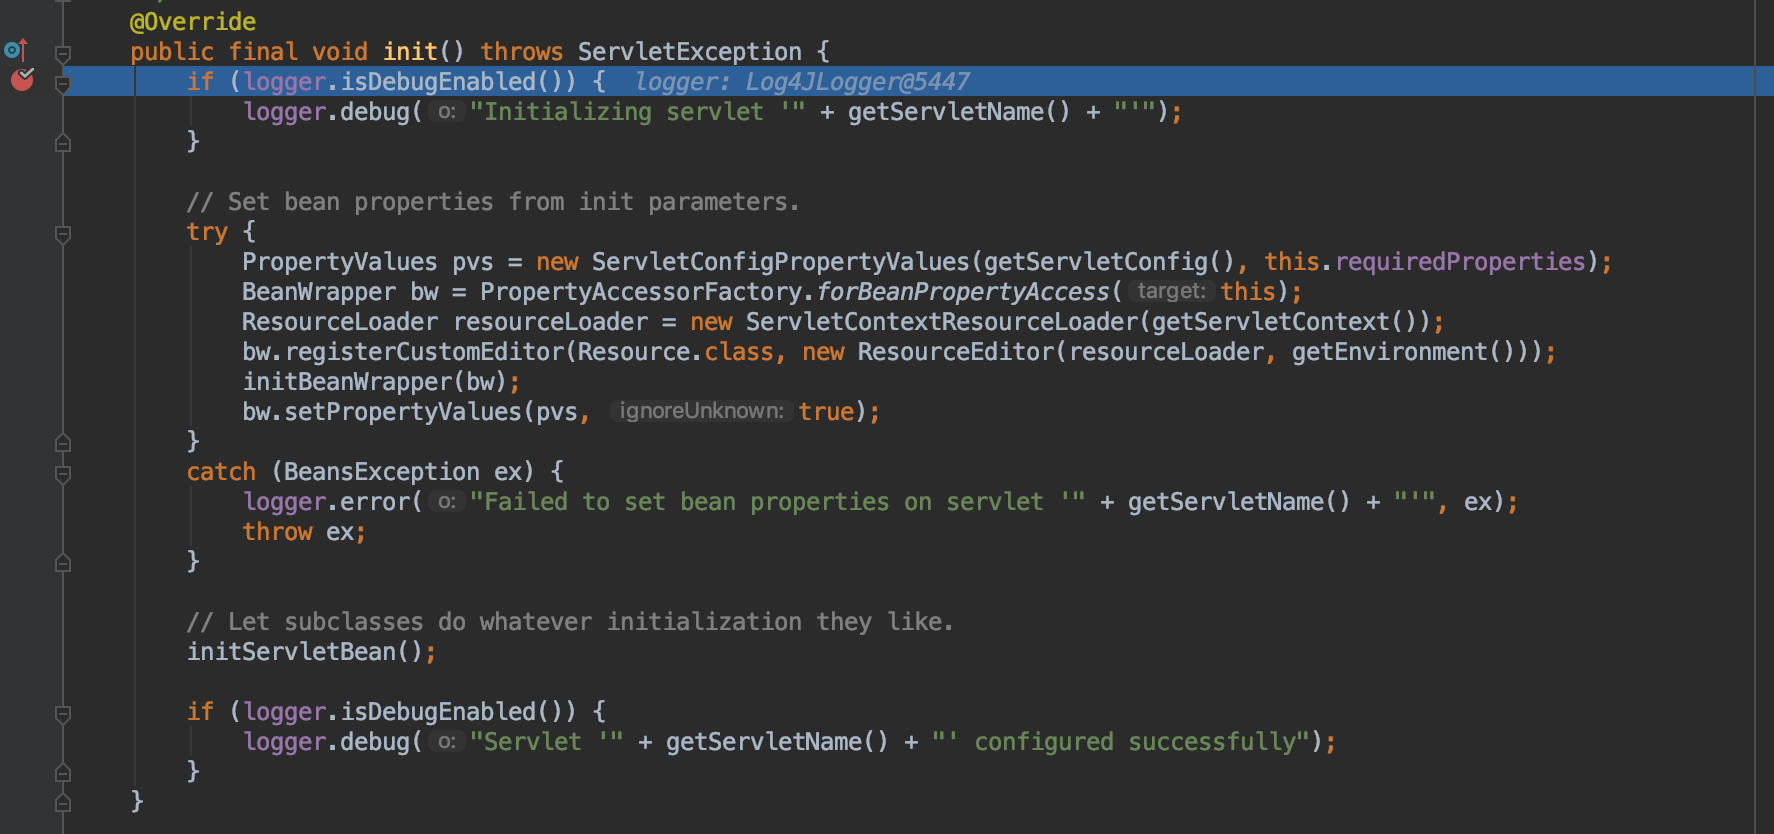 @Override
public final void init() throws ServletException {
if (logger.isDebugEnabled()) { logger: Log4JLogger@5447
logger.debug( o: "Initializing servlet '" + getServletName() + "'");
}
// Set bean properties from init parameters.
try {
PropertyValues pvs = new ServletConfigPropertyValues(getServletConfig(), this.requiredProperties);
BeanWrapper bw = PropertyAccessorFactory.forBeanPropertyAccess( target: this);
ResourceLoader resourceLoader = new ServletContextResourceLoader(getServletContext());
bw.registerCustomEditor(Resource.class, new ResourceEditor(resourceLoader, getEnvironment()));
initBeanWrapper(bw);
bw.setPropertyValues(pvs, ignoreUnknown: true);
}
catch (BeansException ex) {
logger.error( o: "Failed to set bean properties on servlet '" + getServletName() + "'", ex);
throw ex;
}
// Let subclasses do whatever initialization they like.
initServletBean();
if (logger.isDebugEnabled()) {
logger.debug( o: "Servlet '" + getServletName() + "' configured successfully");
}
}